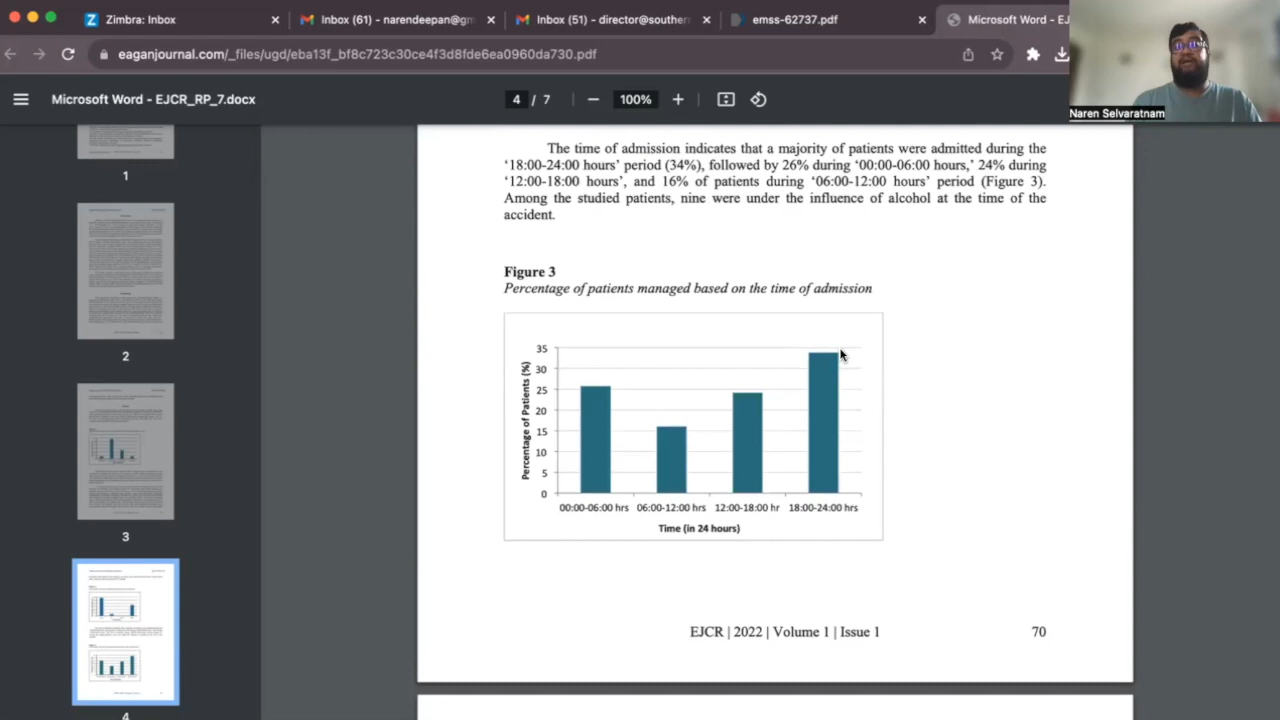 Zimbra: Inbox
Inbox (61) - narendeepan@gm
Inbox (51) - director@southern
emss-62737.pdf
Microsoft Word - EJ
eaganjournal.com/_files/ugd/eba13f_bf8c723c30ce4f3d8fde6ea0960da730.pdf
Naren Selvaratnam
Microsoft Word - EJCR_RP_7.docx
4 / 7
100%
1
2
3
4
The time of admission indicates that a majority of patients were admitted during the
‘18:00-24:00 hours’ period (34%), followed by 26% during ‘00:00-06:00 hours,’ 24% during
‘12:00-18:00 hours’, and 16% of patients during ‘06:00-12:00 hours’ period (Figure 3).
Among the studied patients, nine were under the influence of alcohol at the time of the
accident.
Figure 3
Percentage of patients managed based on the time of admission
Percentage of Patients (%)
35
30
25
20
15
10
5
0
00:00-06:00 hrs 06:00-12:00 hrs 12:00-18:00 hr 18:00-24:00 hrs
Time (in 24 hours)
EJCR | 2022 | Volume 1 | Issue 1 70